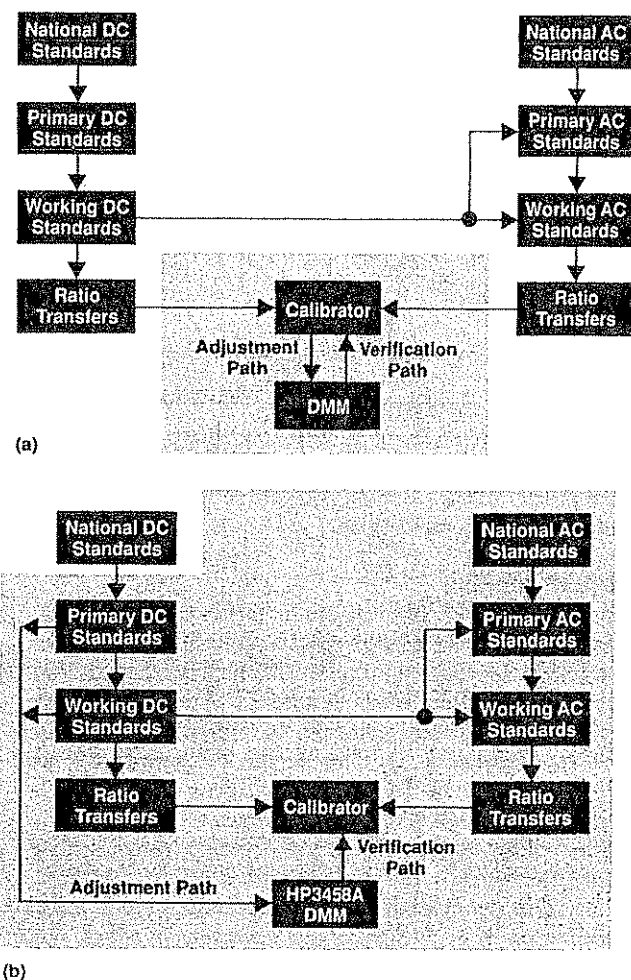 National DC
Standards
National AC
Standards
Primary DC
Standards
Primary AC
Standards
Working DC
Standards
Working AC
Standards
Ratio
Transfers
Calibrator
Ratio
Transfers
Adjustment
Path
Verification
Path
DMM
(a)
National DC
Standards
National AC
Standards
Primary DC
Standards
Primary AC
Standards
Working DC
Standards
Working AC
Standards
Ratio
Transfers
Calibrator
Ratio
Transfers
Verification
Path
Adjustment Path
HP3458A
DMM
(b)